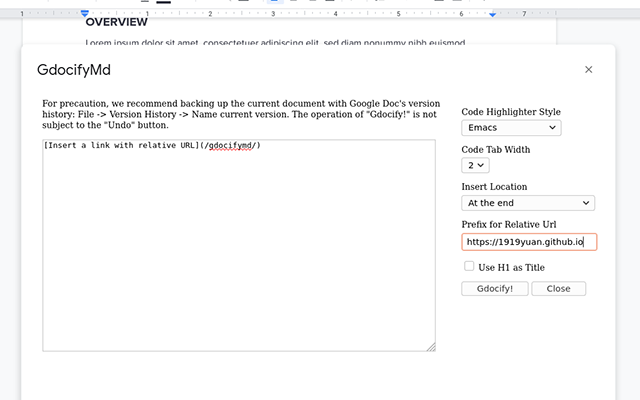 1 1 2 3 4 5 6 7
OVERVIEW
Lorem ipsum dolor sit amet, consectetuer adipiscing elit, sed diam nonummy nibh euismod
GdocifyMd
For precaution, we recommend backing up the current document with Google Doc's version
history: File -> Version History -> Name current version. The operation of "Gdocify!" is not
subject to the "Undo" button.
[Insert a link with relative URL](/gdocifymd/)
Code Highlighter Style
Emacs
Code Tab Width
2
Insert Location
At the end
Prefix for Relative Url
https://1919yuan.github.io
Use H1 as Title
Gdocify! Close